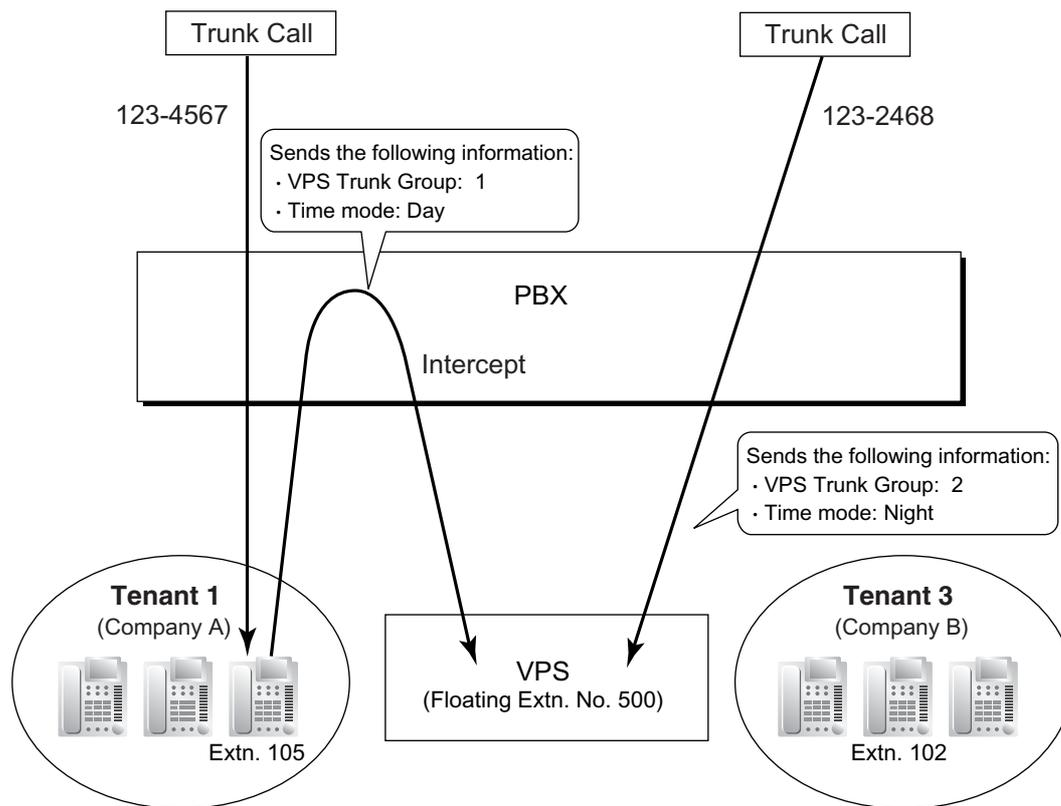 Trunk Call
Trunk Call
123-4567
123-2468
Sends the following information:
· VPS Trunk Group: 1
· Time mode: Day
PBX
Intercept
Sends the following information:
· VPS Trunk Group: 2
· Time mode: Night
Tenant 1
(Company A)
Extn. 105
VPS
(Floating Extn. No. 500)
Tenant 3
(Company B)
Extn. 102